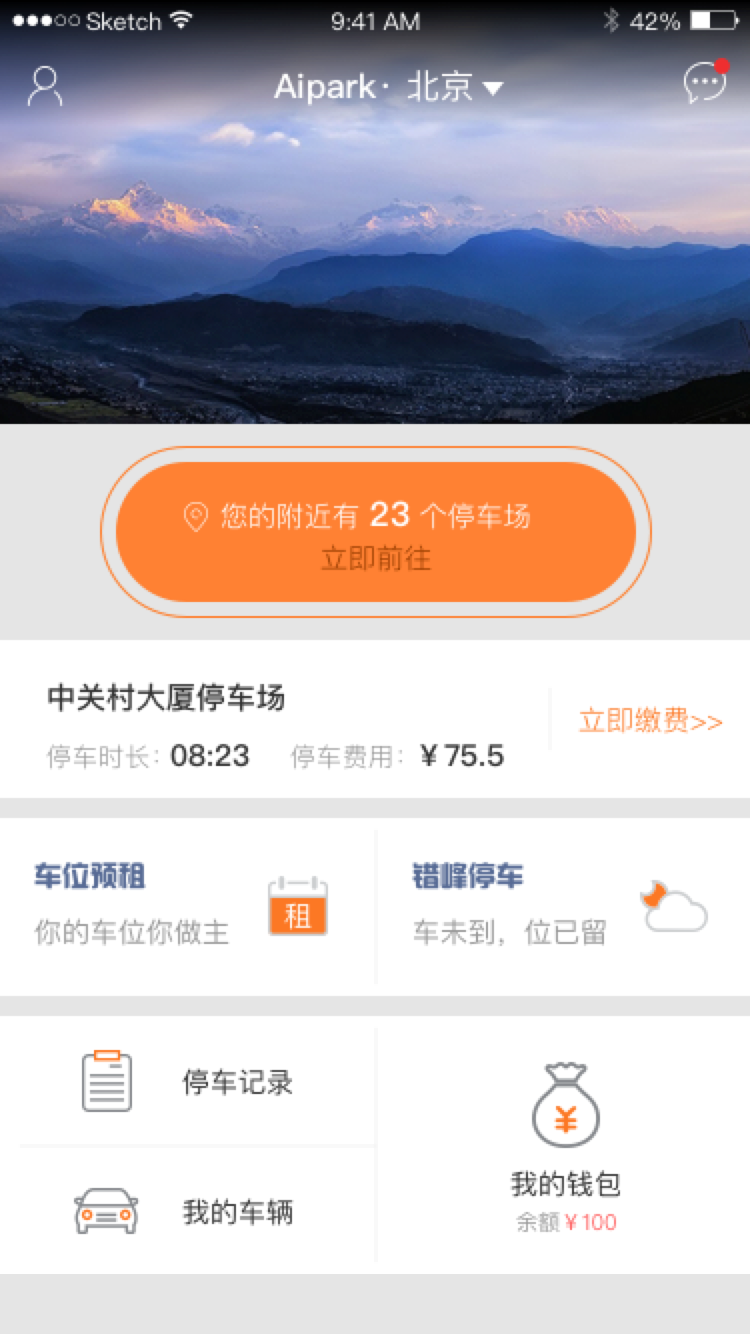 Sketch 9:41 AM 42%
Aipark· 北京
您的附近有 23 个停车场
立即前往
中关村大厦停车场
停车时长: 08:23 停车费用: ¥75.5
立即缴费>>
车位预租
你的车位你做主
租
错峰停车
车未到，位已留
停车记录
我的车辆
¥
我的钱包
余额¥100